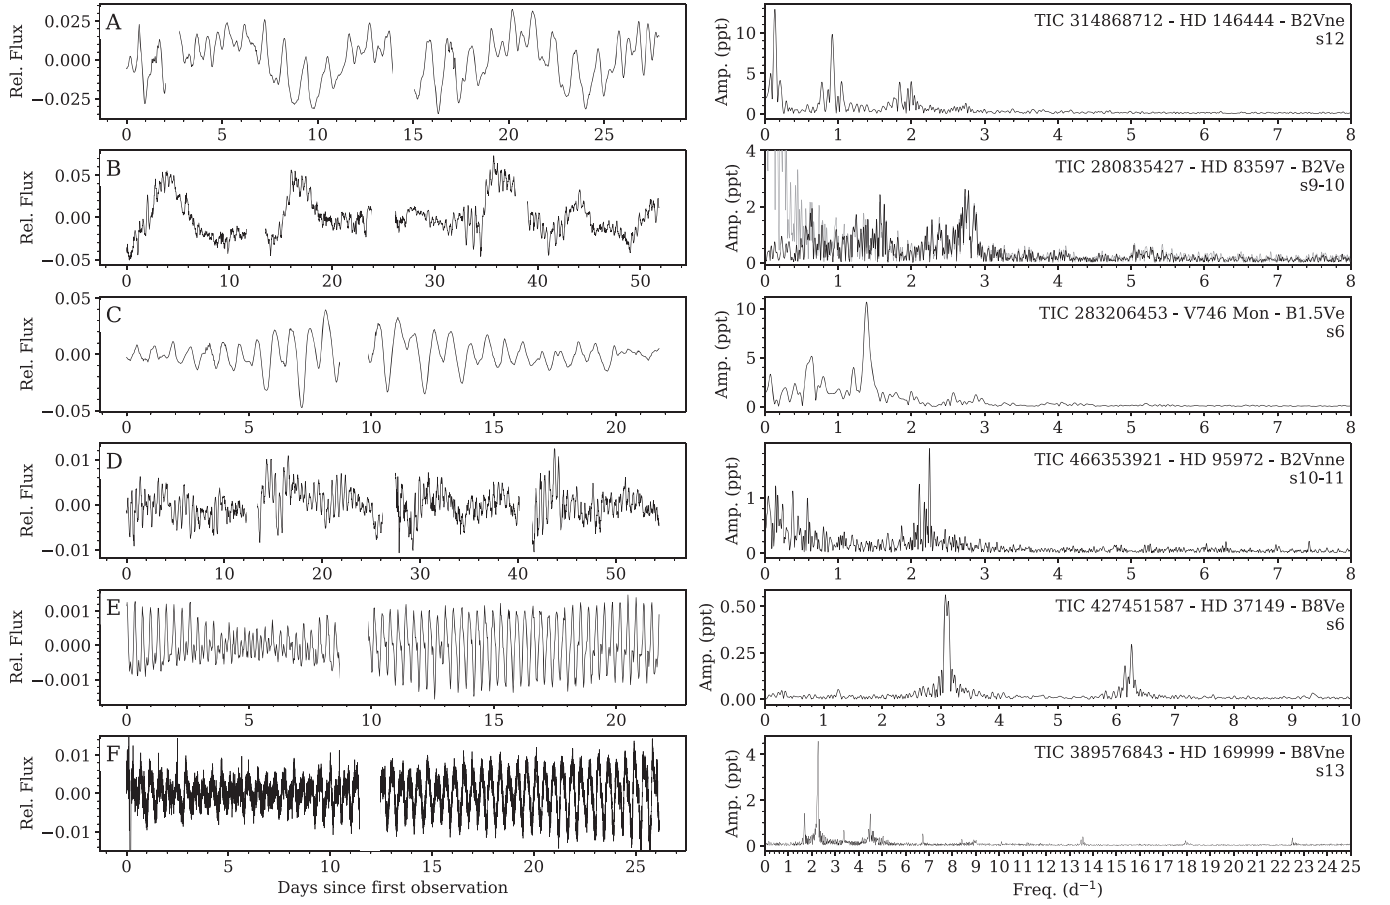 A
Rel. Flux
0.025
0.000
−0.025
0 5 10 15 20 25
Amp. (ppt)
10
5
0
TIC 314868712 - HD 146444 - B2Vne
s12
0 1 2 3 4 5 6 7 8
B
Rel. Flux
0.05
0.00
−0.05
0 10 20 30 40 50
Amp. (ppt)
4
2
0
TIC 280835427 - HD 83597 - B2Ve
s9-10
0 1 2 3 4 5 6 7 8
C
Rel. Flux
0.05
0.00
−0.05
0 5 10 15 20
Amp. (ppt)
10
5
0
TIC 283206453 - V746 Mon - B1.5Ve
s6
0 1 2 3 4 5 6 7 8
D
Rel. Flux
0.01
0.00
−0.01
0 10 20 30 40 50
Amp. (ppt)
1
0
TIC 466353921 - HD 95972 - B2Vnne
s10-11
0 1 2 3 4 5 6 7 8
E
Rel. Flux
0.001
0.000
−0.001
0 5 10 15 20
Amp. (ppt)
0.50
0.25
0.00
TIC 427451587 - HD 37149 - B8Ve
s6
0 1 2 3 4 5 6 7 8 9 10
F
Rel. Flux
0.01
0.00
−0.01
0 5 10 15 20 25
Days since first observation
Amp. (ppt)
4
2
0
TIC 389576843 - HD 169999 - B8Vne
s13
0 1 2 3 4 5 6 7 8 9 10 11 12 13 14 15 16 17 18 19 20 21 22 23 24 25
Freq. (d⁻¹)